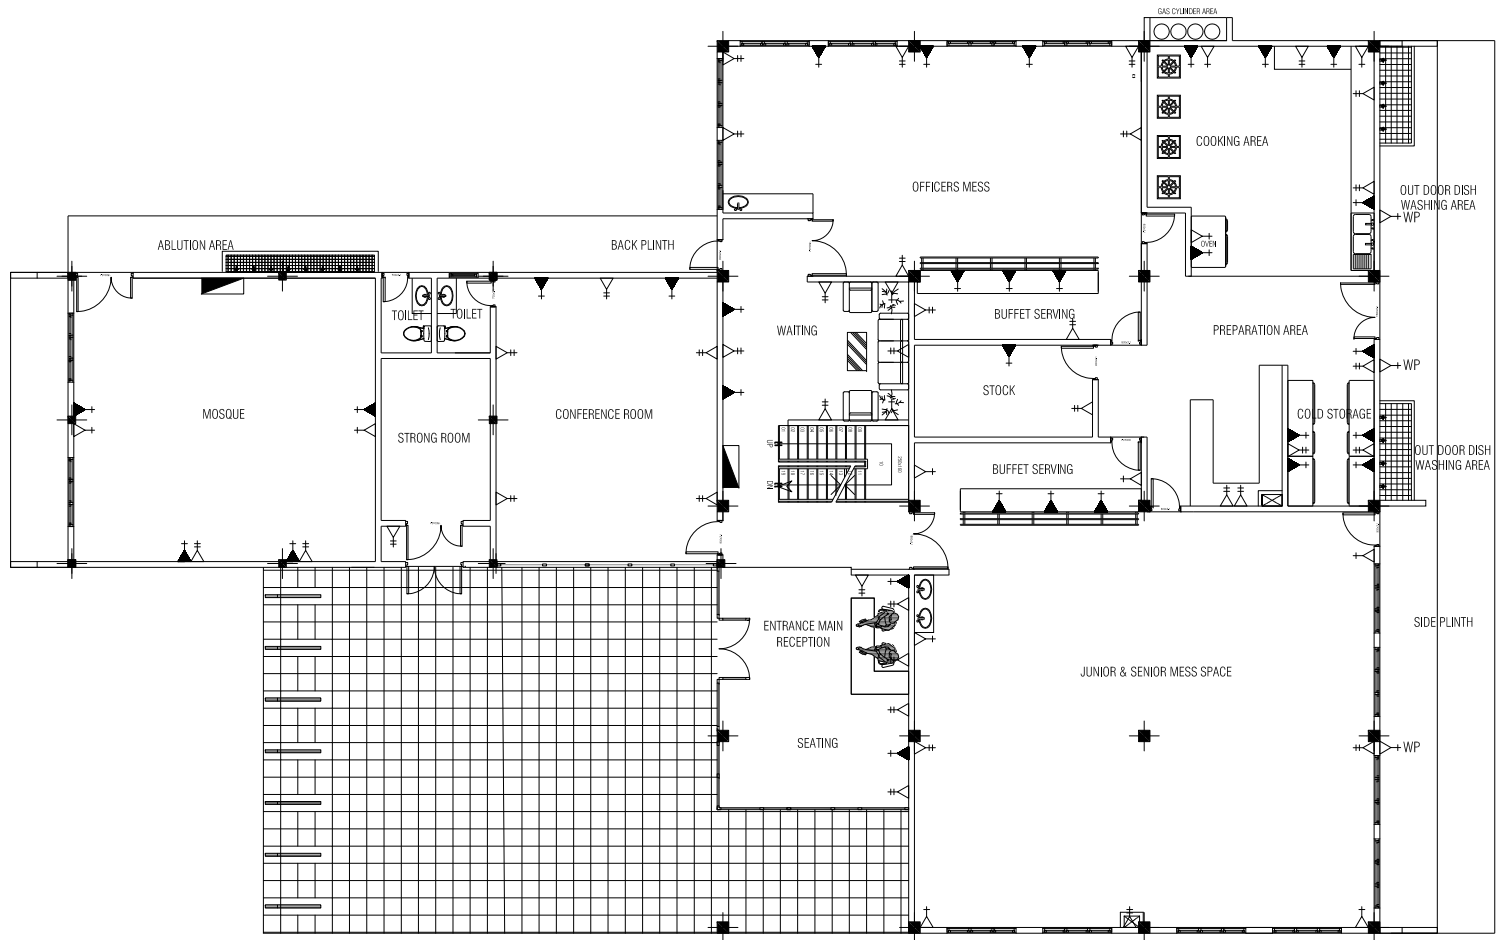 GAS CYLINDER AREA
COOKING AREA
OFFICERS MESS
OUT DOOR DISH
WASHING AREA
WP
ABLUTION AREA
BACK PLINTH
OVEN
TOILET
TOILET
WAITING
BUFFET SERVING
PREPARATION AREA
WP
MOSQUE
CONFERENCE ROOM
STOCK
COLD STORAGE
STRONG ROOM
UP
OUT DOOR DISH
WASHING AREA
BUFFET SERVING
DN
ENTRANCE MAIN
RECEPTION
SIDE PLINTH
JUNIOR & SENIOR MESS SPACE
SEATING
WP